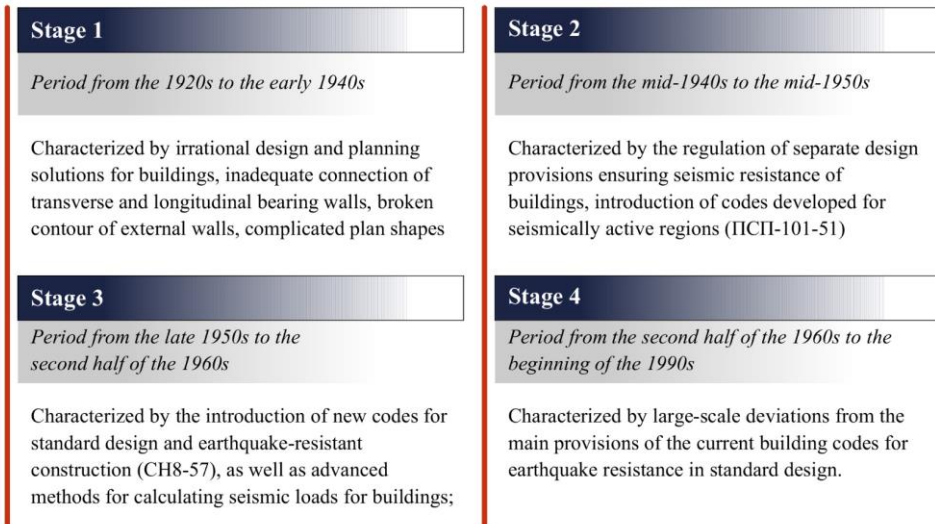 Stage 1
Period from the 1920s to the early 1940s
Characterized by irrational design and planning
solutions for buildings, inadequate connection of
transverse and longitudinal bearing walls, broken
contour of external walls, complicated plan shapes
Stage 2
Period from the mid-1940s to the mid-1950s
Characterized by the regulation of separate design
provisions ensuring seismic resistance of
buildings, introduction of codes developed for
seismically active regions (ПСП-101-51)
Stage 3
Period from the late 1950s to the
second half of the 1960s
Characterized by the introduction of new codes for
standard design and earthquake-resistant
construction (СН8-57), as well as advanced
methods for calculating seismic loads for buildings;
Stage 4
Period from the second half of the 1960s to the
beginning of the 1990s
Characterized by large-scale deviations from the
main provisions of the current building codes for
earthquake resistance in standard design.